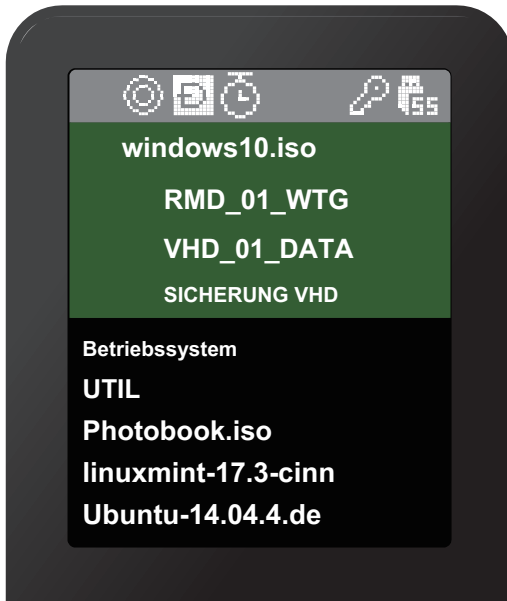 55
windows10.iso
RMD_01_WTG
VHD_01_DATA
SICHERUNG VHD
Betriebssystem
UTIL
Photobook.iso
linuxmint-17.3-cinn
Ubuntu-14.04.4.de